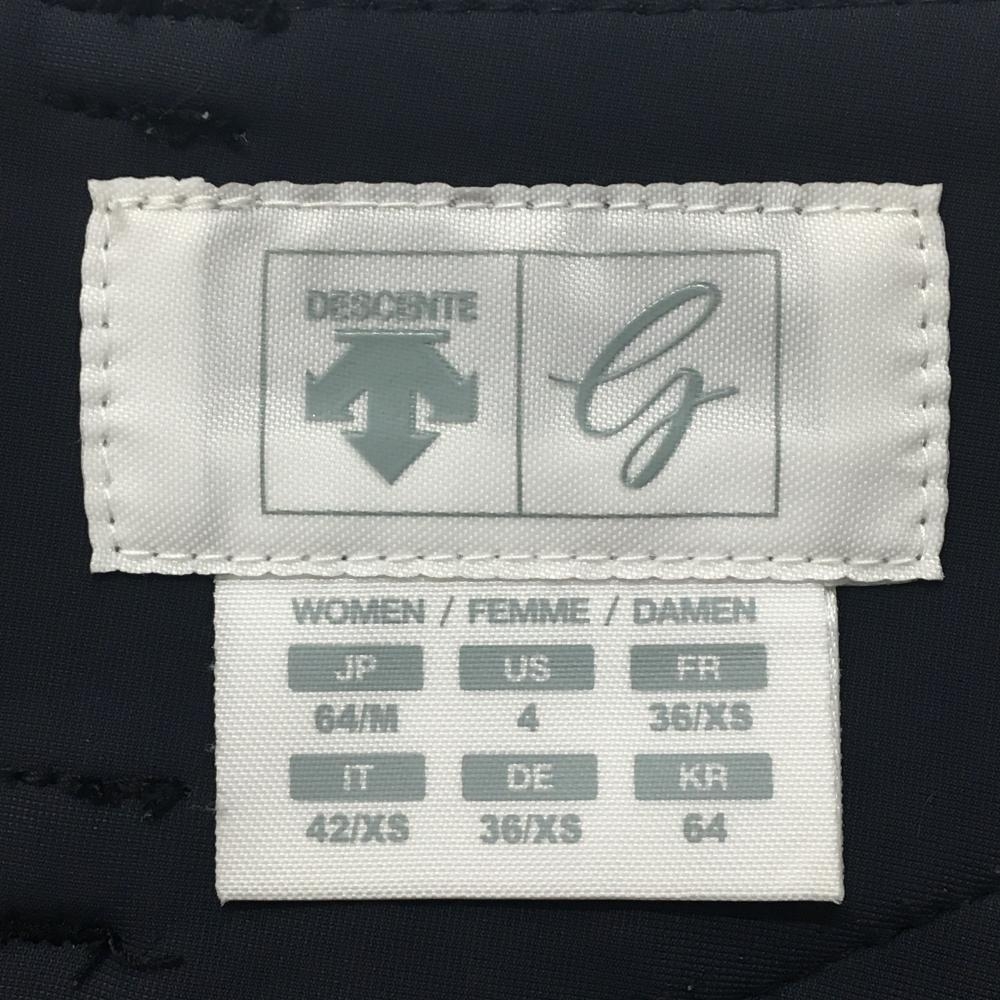 DESCENTE
G
WOMEN / FEMME / DAMEN
JP US FR
64/M 4 36/XS
IT DE KR
42/XS 36/XS 64